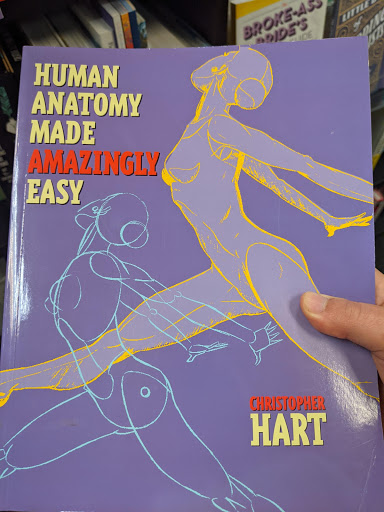 BROKE-ASS
BRIDE'S
HUMAN
ANATOMY
MADE
AMAZINGLY
EASY
CHRISTOPHER
HART